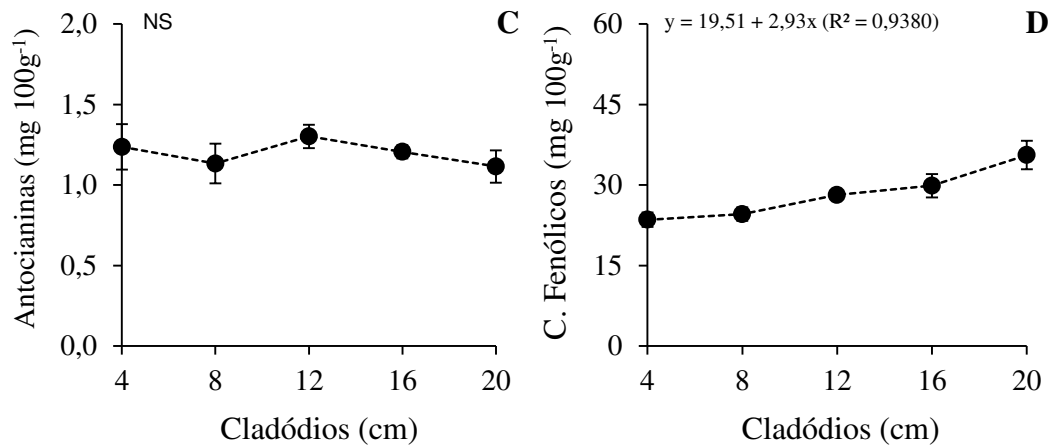 2,0
NS
C
1,5
1,0
0,5
0,0
4 8 12 16 20
Antocianinas (mg 100g⁻¹)
Cladódios (cm)
60
y = 19,51 + 2,93x (R² = 0,9380)
D
45
30
15
0
4 8 12 16 20
C. Fenólicos (mg 100g⁻¹)
Cladódios (cm)